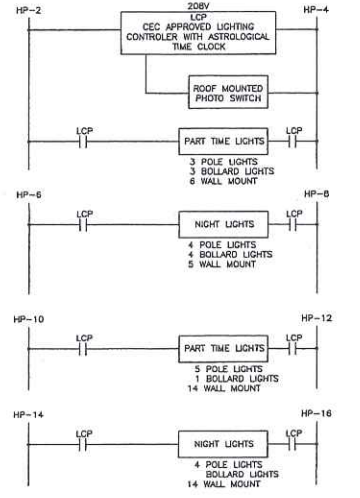 HP-2
208V
HP-4
LCP
CEC APPROVED LIGHTING
CONTROLER WITH ASTROLOGICAL
TIME CLOCK
ROOF MOUNTED
PHOTO SWITCH
LCP
PART TIME LIGHTS
LCP
3 POLE LIGHTS
3 BOLLARD LIGHTS
6 WALL MOUNT
HP-6
HP-8
LCP
NIGHT LIGHTS
LCP
4 POLE LIGHTS
4 BOLLARD LIGHTS
5 WALL MOUNT
HP-10
HP-12
LCP
PART TIME LIGHTS
LCP
5 POLE LIGHTS
1 BOLLARD LIGHTS
14 WALL MOUNT
HP-14
HP-16
LCP
NIGHT LIGHTS
LCP
4 POLE LIGHTS
BOLLARD LIGHTS
14 WALL MOUNT